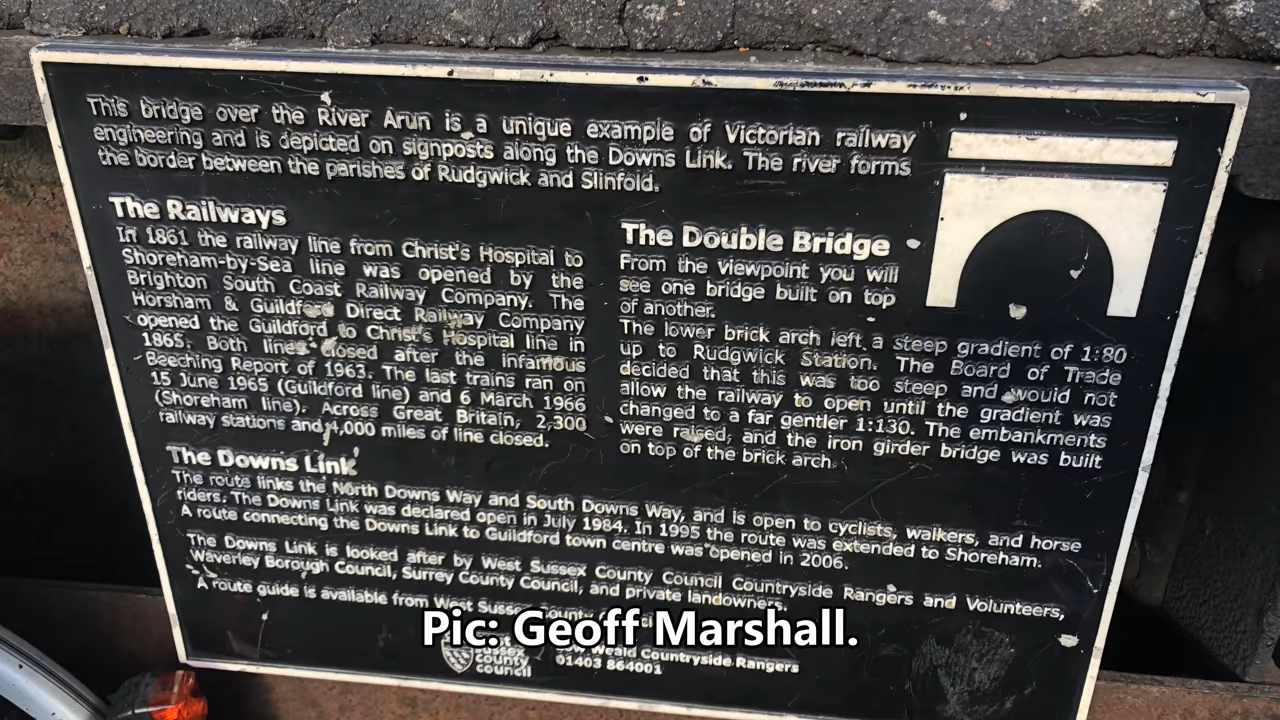 This bridge over the River Arun is a unique example of Victorian railway
engineering and is depicted on signposts along the Downs Link. The river forms
the border between the parishes of Rudgwick and Slinfold.
The Railways
In 1861 the railway line from Christ's Hospital to
Shoreham-by-Sea line was opened by the
Brighton South Coast Railway Company. The
Horsham & Guildford Direct Railway Company
opened the Guildford to Christ's Hospital line in
1865. Both lines closed after the infamous
Beeching Report of 1963. The last trains ran on
15 June 1965 (Guildford line) and 6 March 1966
(Shoreham line). Across Great Britain, 2,300
railway stations and 4,000 miles of line closed.
The Double Bridge
From the viewpoint you will
see one bridge built on top
of another.
The lower brick arch left a steep gradient of 1:80
up to Rudgwick Station. The Board of Trade
decided that this was too steep and would not
allow the railway to open until the gradient was
changed to a far gentler 1:130. The embankments
were raised, and the iron girder bridge was built
on top of the brick arch.
The Downs Link
The route links the North Downs Way and South Downs Way, and is open to cyclists, walkers, and horse
riders. The Downs Link was declared open in July 1984. In 1995 the route was extended to Shoreham.
A route connecting the Downs Link to Guildford town centre was opened in 2006.
The Downs Link is looked after by West Sussex County Council Countryside Rangers and Volunteers,
Waverley Borough Council, Surrey County Council, and private landowners.
A route guide is available from West Sussex County
Pic: Geoff Marshall.
west
sussex
county
council
Weald Countryside Rangers
01403 864001